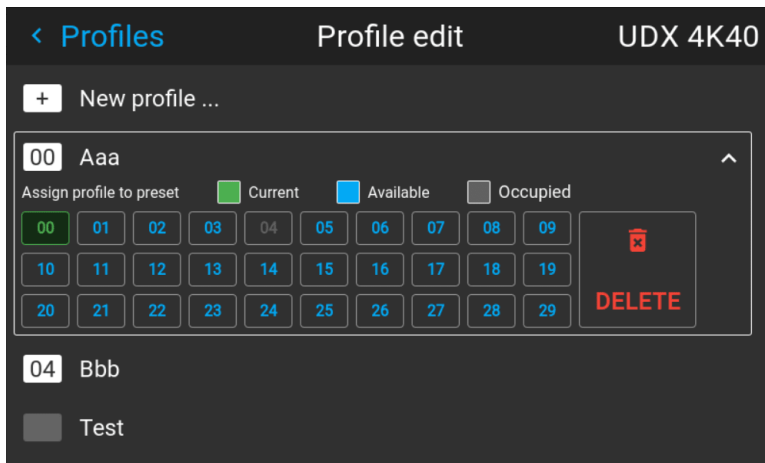 Profiles Profile edit UDX 4K40
+ New profile ...
00 Aaa
Assign profile to preset Current Available Occupied
00 01 02 03 04 05 06 07 08 09
10 11 12 13 14 15 16 17 18 19
20 21 22 23 24 25 26 27 28 29
DELETE
04 Bbb
Test